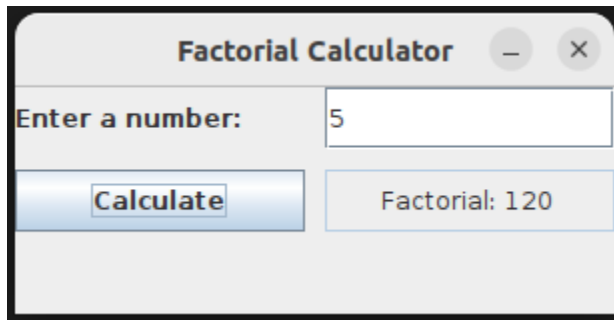 Factorial Calculator
Enter a number: 5
Calculate Factorial: 120